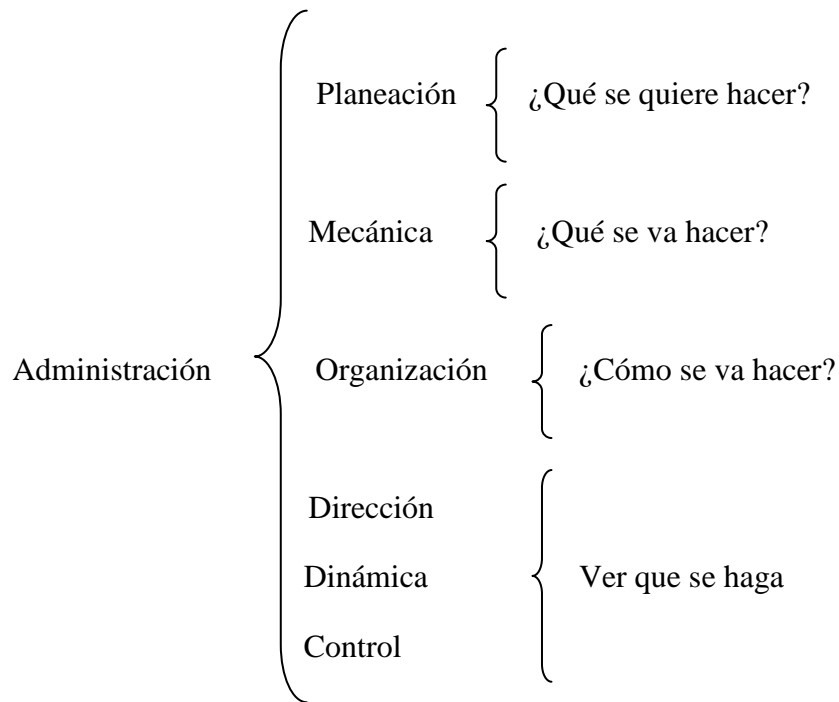 Planeación ¿Qué se quiere hacer?
Mecánica ¿Qué se va hacer?
Administración Organización ¿Cómo se va hacer?
Dirección
Dinámica Ver que se haga
Control